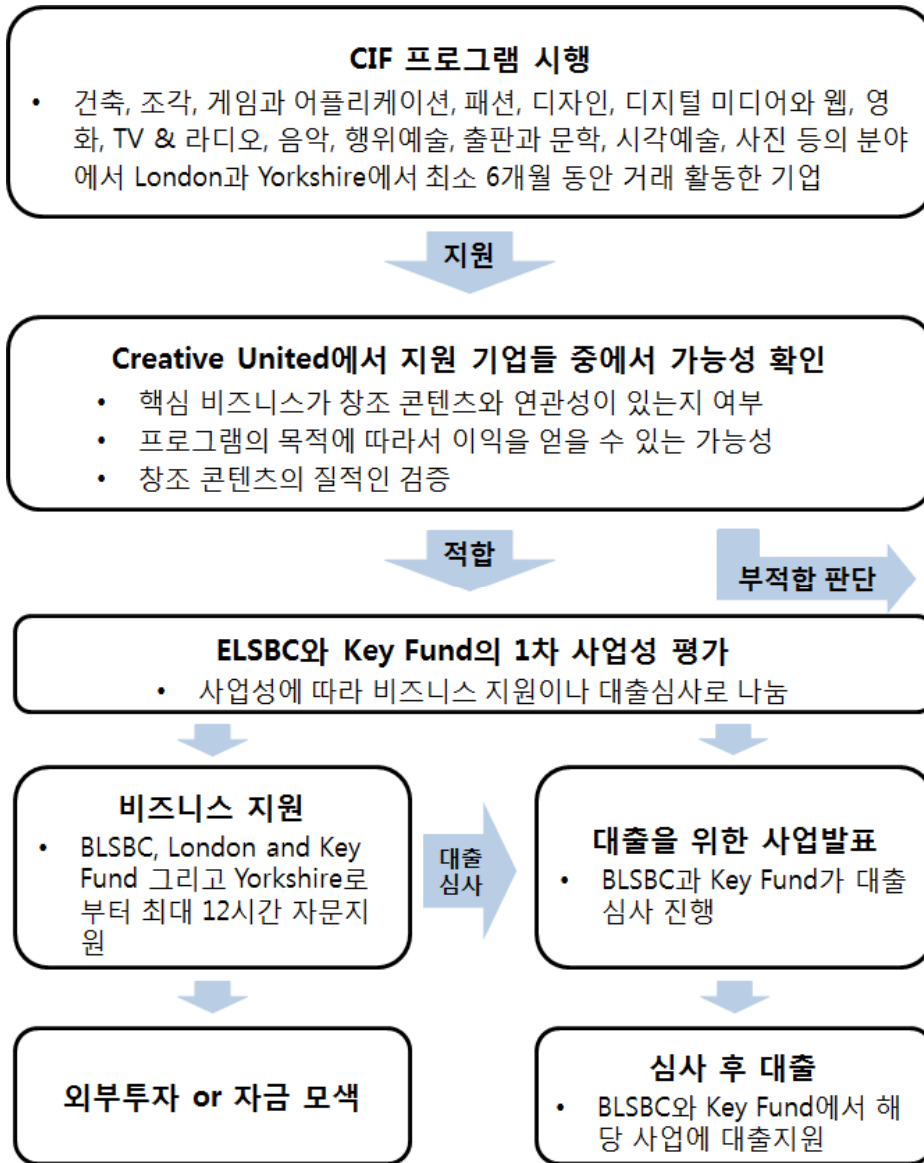 CIF 프로그램 시행
• 건축, 조각, 게임과 어플리케이션, 패션, 디자인, 디지털 미디어와 웹, 영
화, TV & 라디오, 음악, 행위예술, 출판과 문학, 시각예술, 사진 등의 분야
에서 London과 Yorkshire에서 최소 6개월 동안 거래 활동한 기업
지원
Creative United에서 지원 기업들 중에서 가능성 확인
• 핵심 비즈니스가 창조 콘텐츠와 연관성이 있는지 여부
• 프로그램의 목적에 따라서 이익을 얻을 수 있는 가능성
• 창조 콘텐츠의 질적인 검증
적합
부적합 판단
ELSBC와 Key Fund의 1차 사업성 평가
• 사업성에 따라 비즈니스 지원이나 대출심사로 나눔
비즈니스 지원
• BLSBC, London and Key
Fund 그리고 Yorkshire로
부터 최대 12시간 자문지
원
대출
심사
대출을 위한 사업발표
• BLSBC과 Key Fund가 대출
심사 진행
외부투자 or 자금 모색
심사 후 대출
• BLSBC와 Key Fund에서 해
당 사업에 대출지원